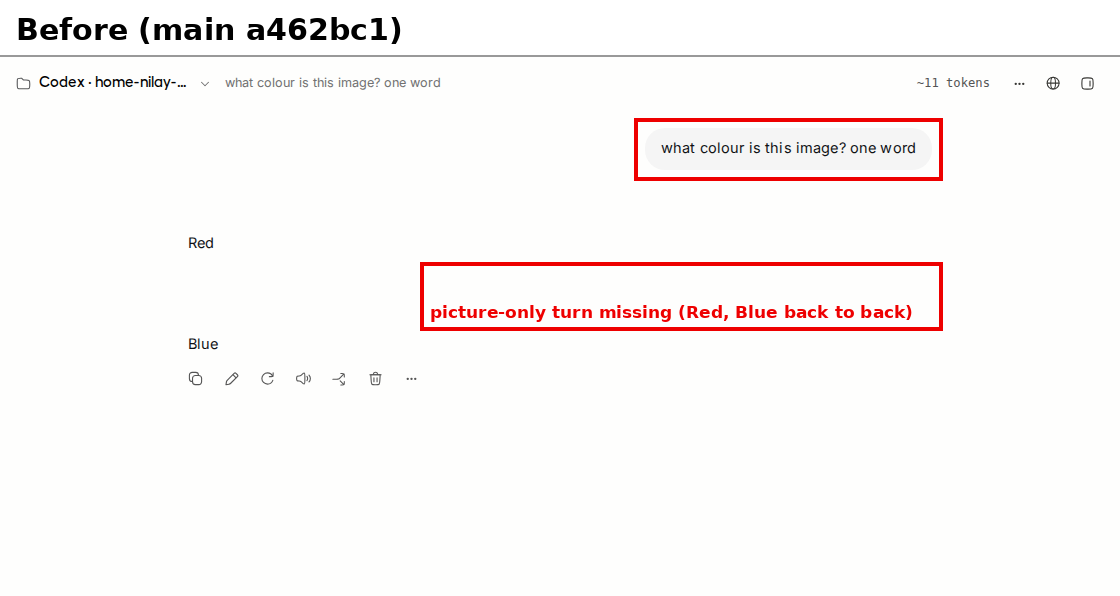 Before (main a462bc1)
Codex · home-nilay-... what colour is this image? one word ~11 tokens
what colour is this image? one word
Red
picture-only turn missing (Red, Blue back to back)
Blue